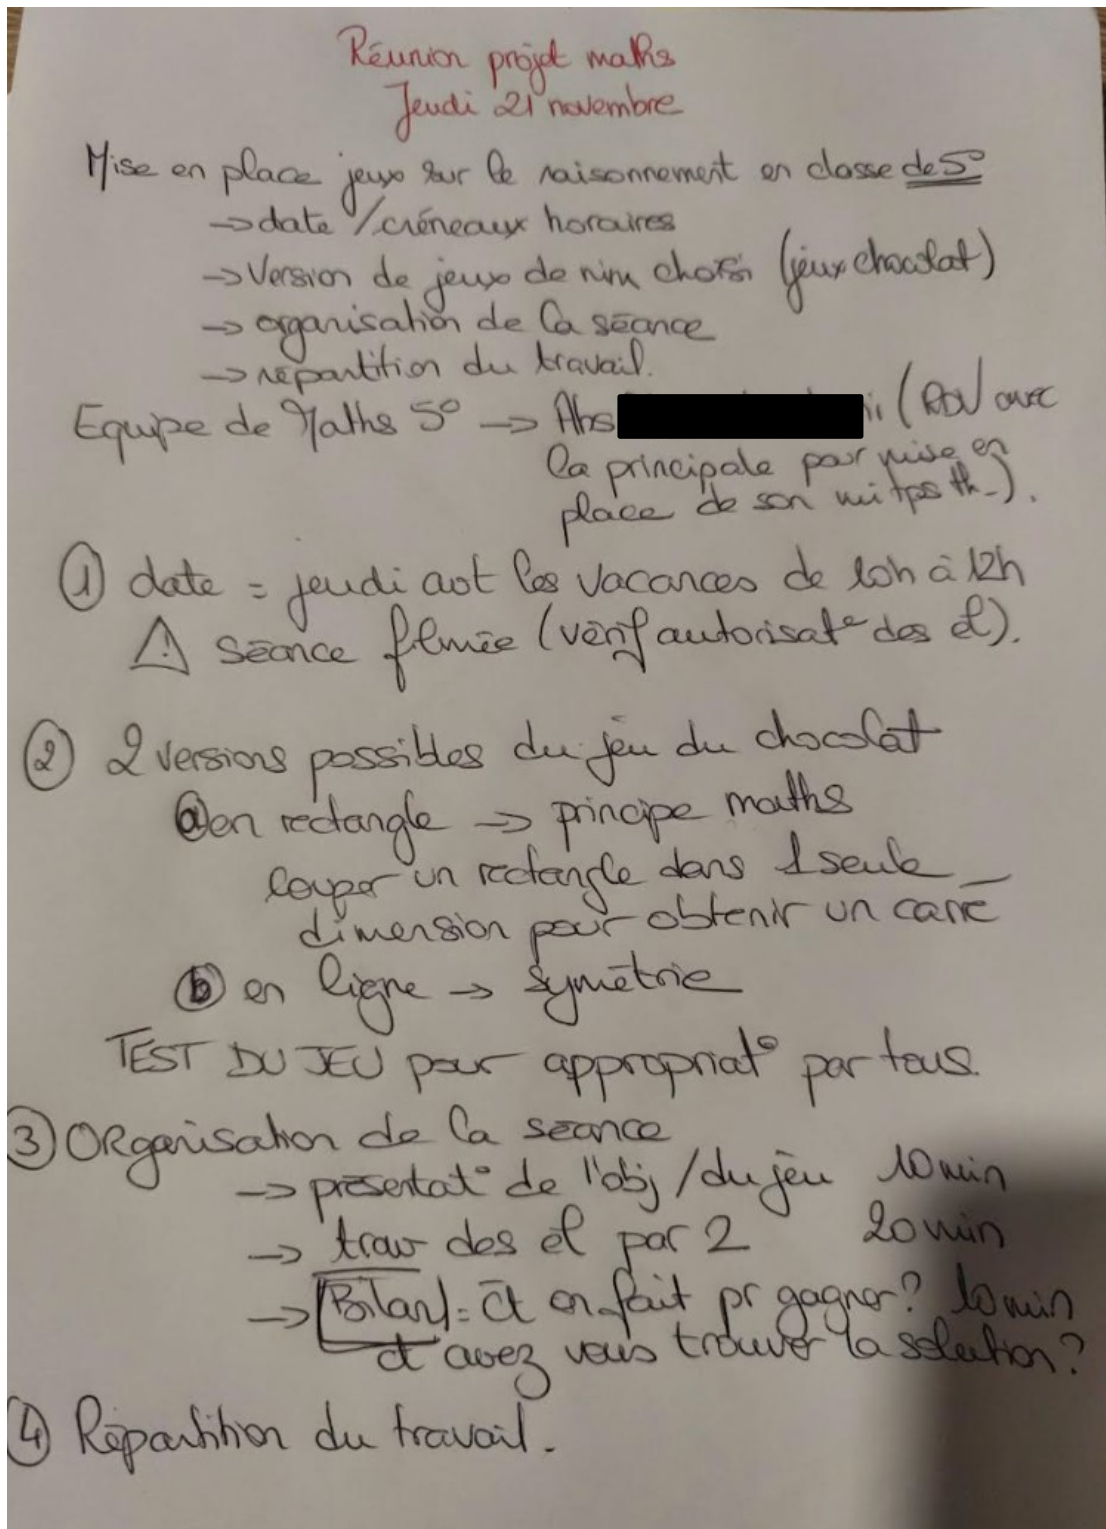 Réunion projet maths
Jeudi 21 novembre
Mise en place jeux sur le raisonnement en classe de 5°
→ date / créneaux horaires
→ Version de jeux de nim choisi (jeux chocolat)
→ organisation de la séance
→ répartition du travail.
Equipe de Maths 5° → Abs (RDV avec
la principale pour mise en
place de son mi tps th_).
① date = jeudi avt les vacances de 10h à 12h
⚠ séance filmée (vérif autorisat° des él).
② 2 versions possibles du jeu du chocolat
ⓐ en rectangle → principe maths
couper un rectangle dans 1 seule
dimension pour obtenir un carré
ⓑ en ligne → symétrie
TEST DU JEU pour appropriat° par tous.
③ ORganisation de la séance
→ présentat° de l'obj / du jeu 10 min
→ trav des él par 2 20 min
→ Bilan = ct on fait pr gagner ? 10 min
ct avez vous trouver la solution ?
④ Répartition du travail.